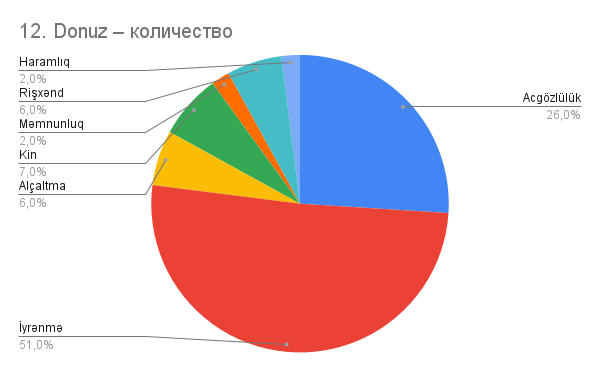 12. Donuz – количество
Haramlıq
2,0%
Rişxənd
6,0%
Məmnunluq
2,0%
Kin
7,0%
Alçaltma
6,0%
İyrənmə
51,0%
Acgözlülük
26,0%